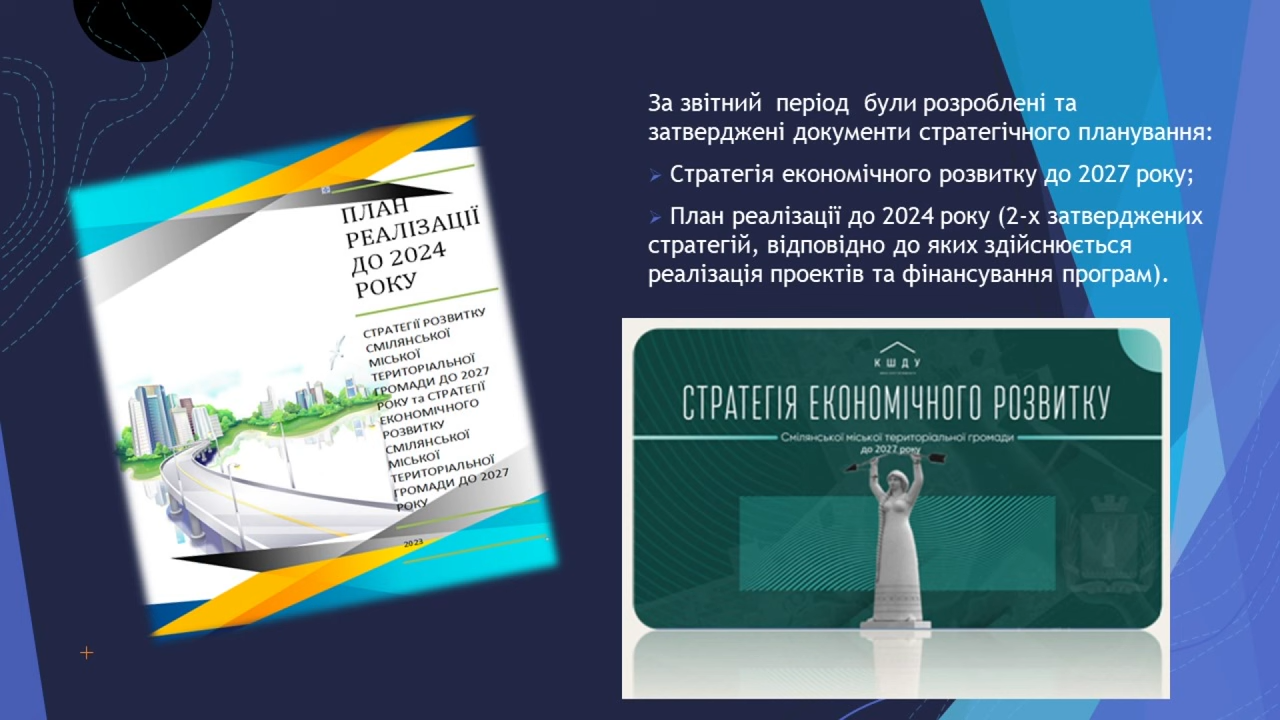 За звітний період були розроблені та
затверджені документи стратегічного планування:
Стратегія економічного розвитку до 2027 року;
План реалізації до 2024 року (2-х затверджених
стратегій, відповідно до яких здійснюється
реалізація проектів та фінансування програм).
ПЛАН
РЕАЛІЗАЦІЇ
ДО 2024
РОКУ
СТРАТЕГІЇ РОЗВИТКУ
СМІЛЯНСЬКОЇ
МІСЬКОЇ
ТЕРИТОРІАЛЬНОЇ
ГРОМАДИ ДО 2027
РОКУ та СТРАТЕГІЇ
ЕКОНОМІЧНОГО
РОЗВИТКУ
СМІЛЯНСЬКОЇ
МІСЬКОЇ
ТЕРИТОРІАЛЬНОЇ
ГРОМАДИ ДО 2027
РОКУ
2023
КШДУ
СТРАТЕГІЯ ЕКОНОМІЧНОГО РОЗВИТКУ
Смілянської міської територіальної громади
до 2027 року